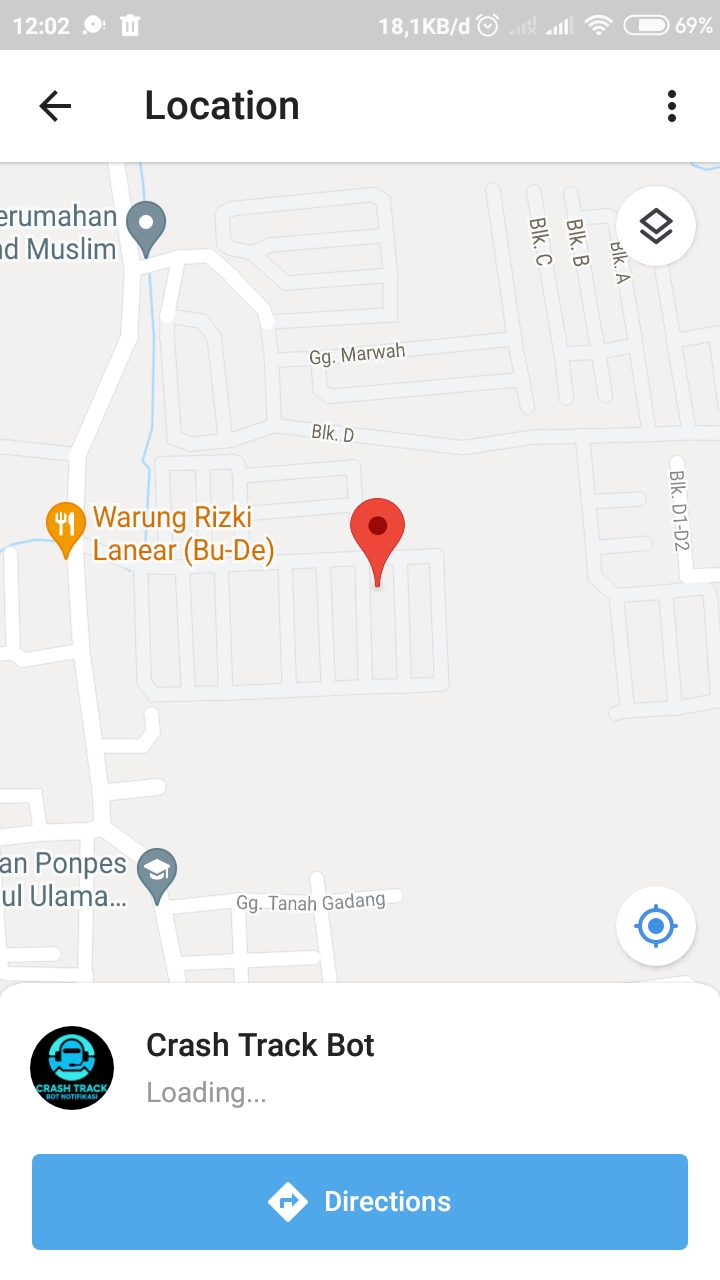 12:02
18,1KB/d
69%
Location
erumahan
nd Muslim
Blk. C
Blk. B
Blk. A
Gg. Marwah
Blk. D
Blk. D1-D2
Warung Rizki
Lanear (Bu-De)
an Ponpes
ul Ulama...
Gg. Tanah Gadang
Crash Track Bot
CRASH TRACK
BOT NOTIFIKASI
Loading...
Directions